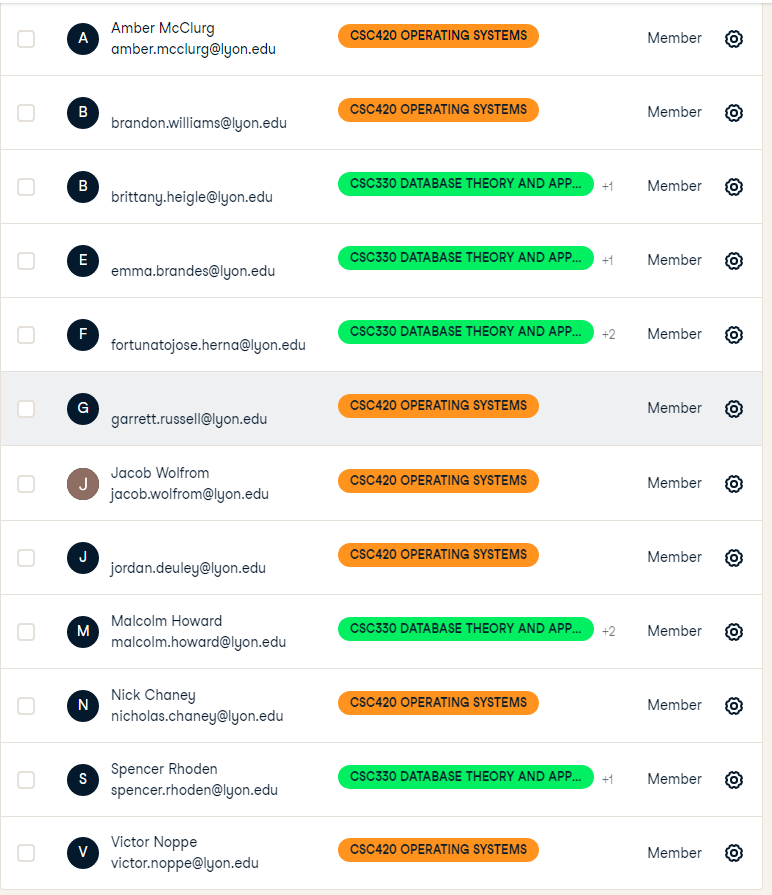 A
Amber McClurg
amber.mcclurg@lyon.edu
CSC420 OPERATING SYSTEMS
Member
B
brandon.williams@lyon.edu
CSC420 OPERATING SYSTEMS
Member
B
brittany.heigle@lyon.edu
CSC330 DATABASE THEORY AND APP... +1
Member
E
emma.brandes@lyon.edu
CSC330 DATABASE THEORY AND APP... +1
Member
F
fortunatojose.herna@lyon.edu
CSC330 DATABASE THEORY AND APP... +2
Member
G
garrett.russell@lyon.edu
CSC420 OPERATING SYSTEMS
Member
J
Jacob Wolfrom
jacob.wolfrom@lyon.edu
CSC420 OPERATING SYSTEMS
Member
J
jordan.deuley@lyon.edu
CSC420 OPERATING SYSTEMS
Member
M
Malcolm Howard
malcolm.howard@lyon.edu
CSC330 DATABASE THEORY AND APP... +2
Member
N
Nick Chaney
nicholas.chaney@lyon.edu
CSC420 OPERATING SYSTEMS
Member
S
Spencer Rhoden
spencer.rhoden@lyon.edu
CSC330 DATABASE THEORY AND APP... +1
Member
V
Victor Noppe
victor.noppe@lyon.edu
CSC420 OPERATING SYSTEMS
Member